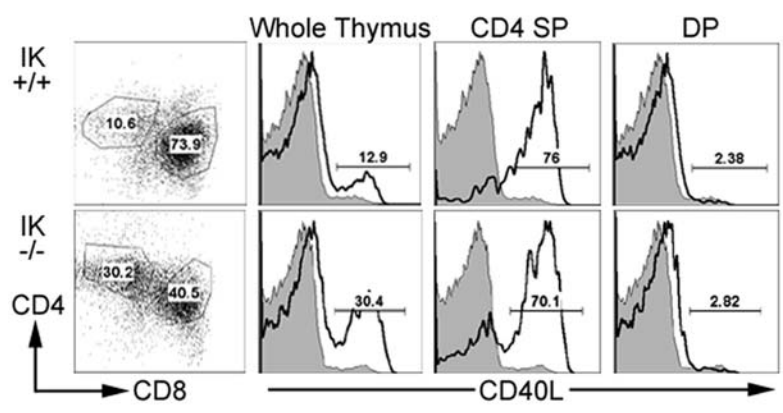 Whole Thymus CD4 SP DP
IK
+/+
10.6
73.9
12.9
76
2.38
IK
-/-
30.2
40.5
30.4
70.1
2.82
CD4
CD8
CD40L